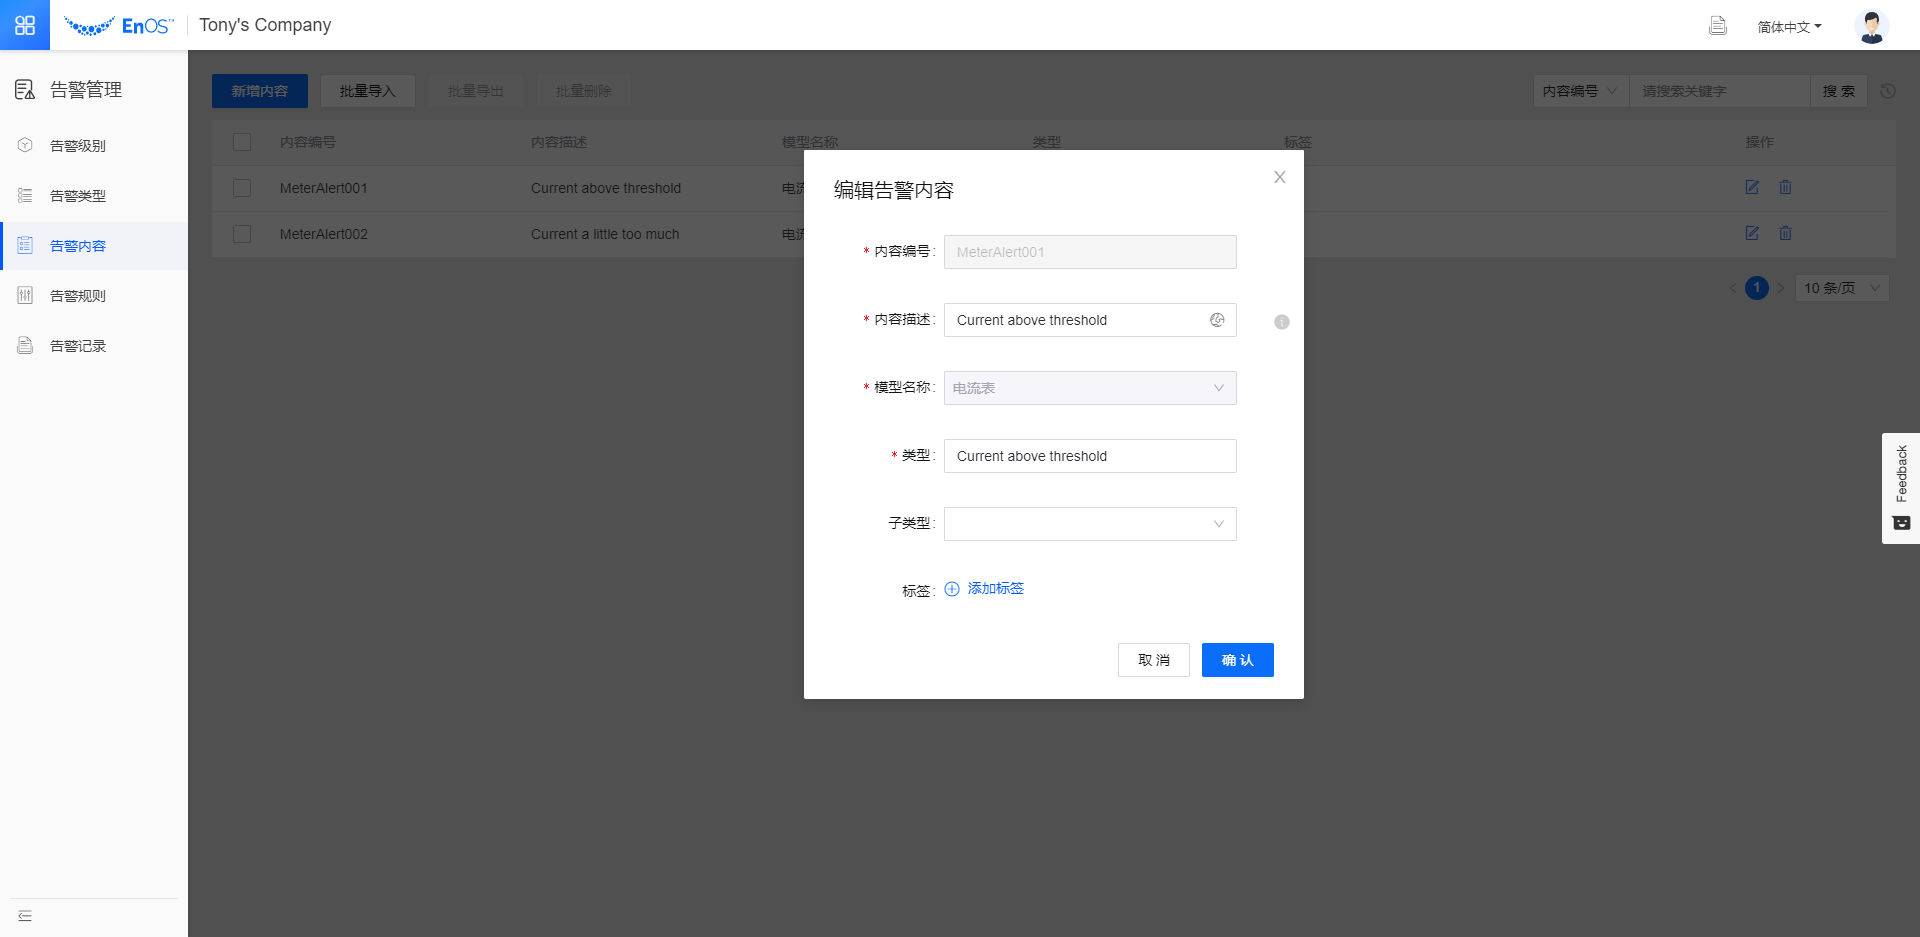 EnOS™ Tony's Company 简体中文
告警管理
告警级别
告警类型
告警内容
告警规则
告警记录
新增内容 批量导入 批量导出 批量删除 内容编号 请搜索关键字 搜 索
内容编号 内容描述 模型名称 类型 标签 操作
MeterAlert001 Current above threshold 电流
MeterAlert002 Current a little too much 电流
1 10 条/页
编辑告警内容
* 内容编号: MeterAlert001
* 内容描述: Current above threshold
* 模型名称: 电流表
* 类型: Current above threshold
子类型:
标签: 添加标签
取 消 确 认
Feedback